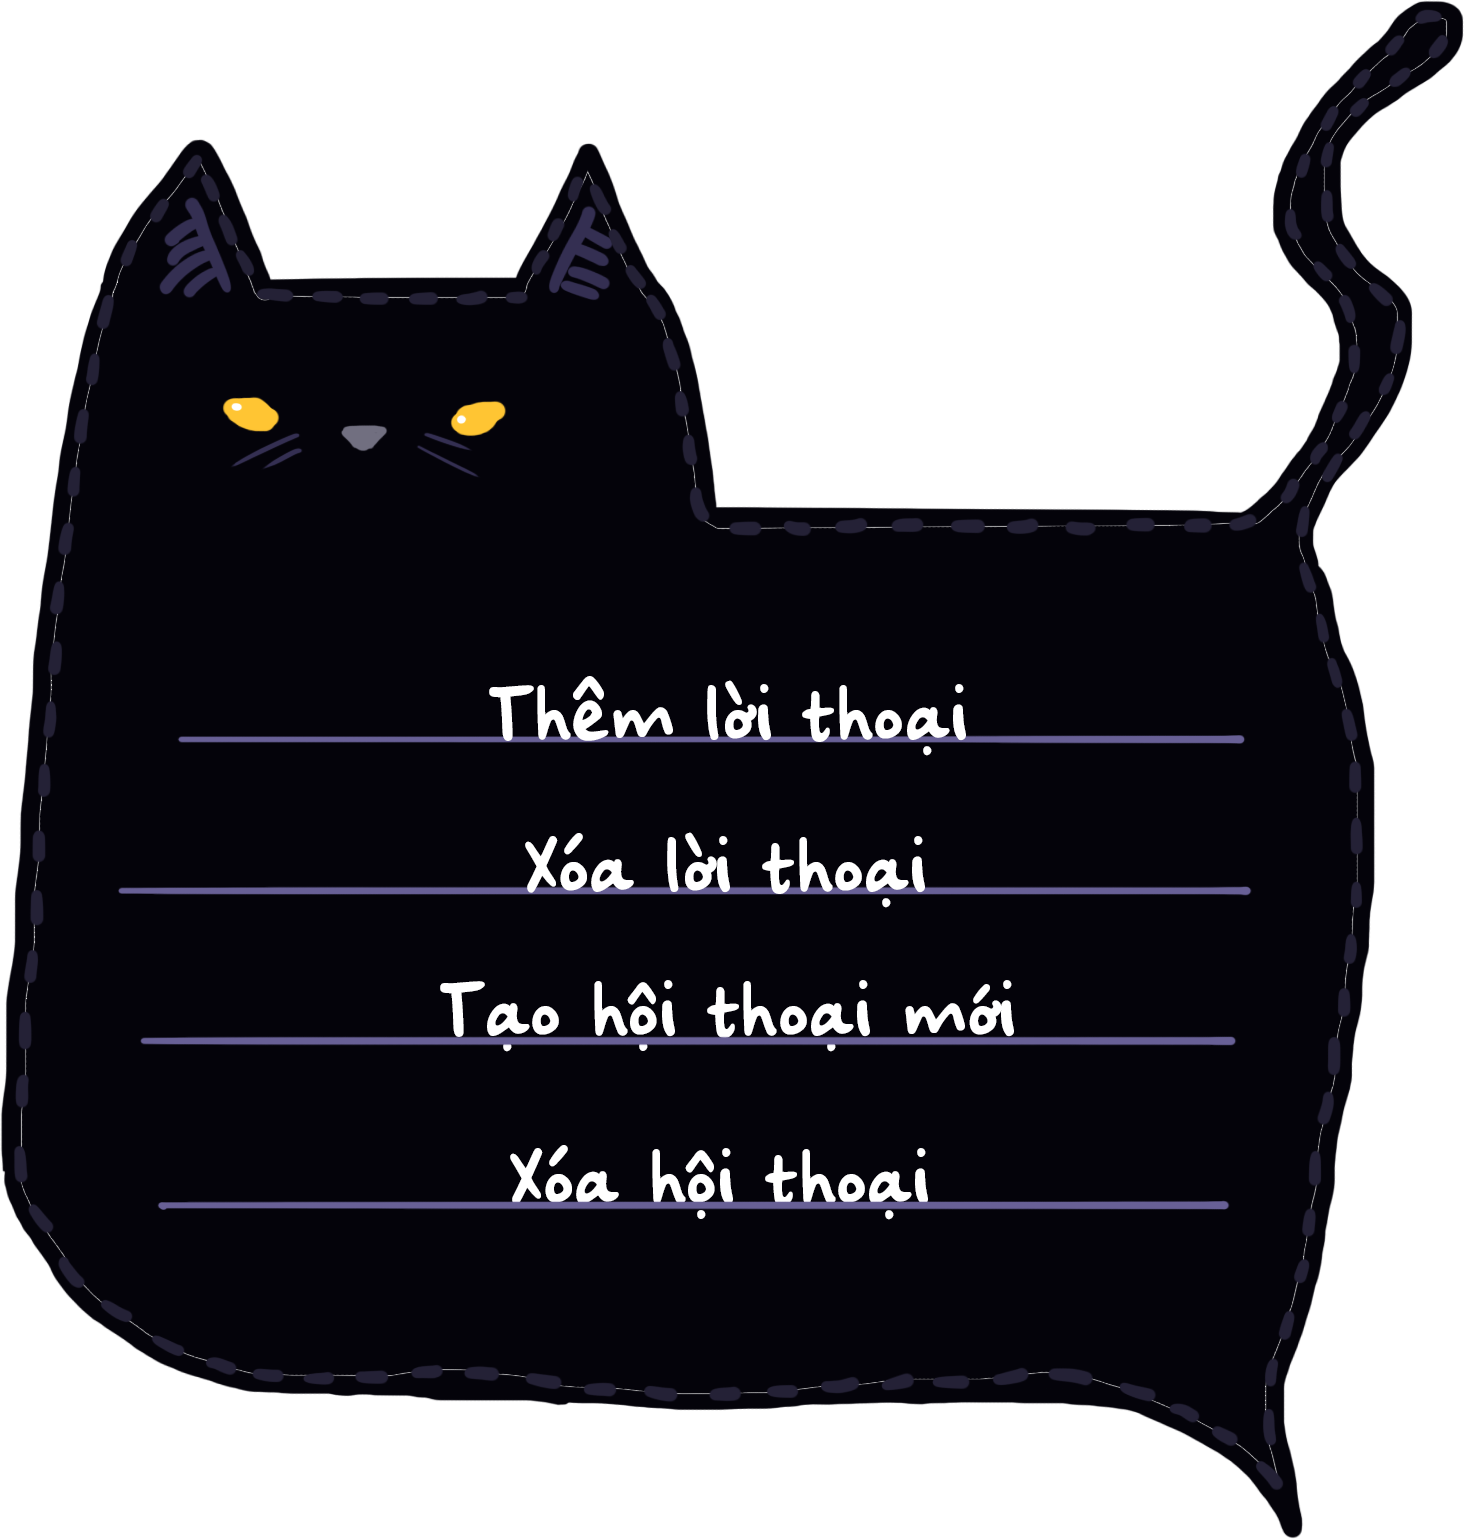 Thêm lời thoại
Xóa lời thoại
Tạo hội thoại mới
Xóa hội thoại